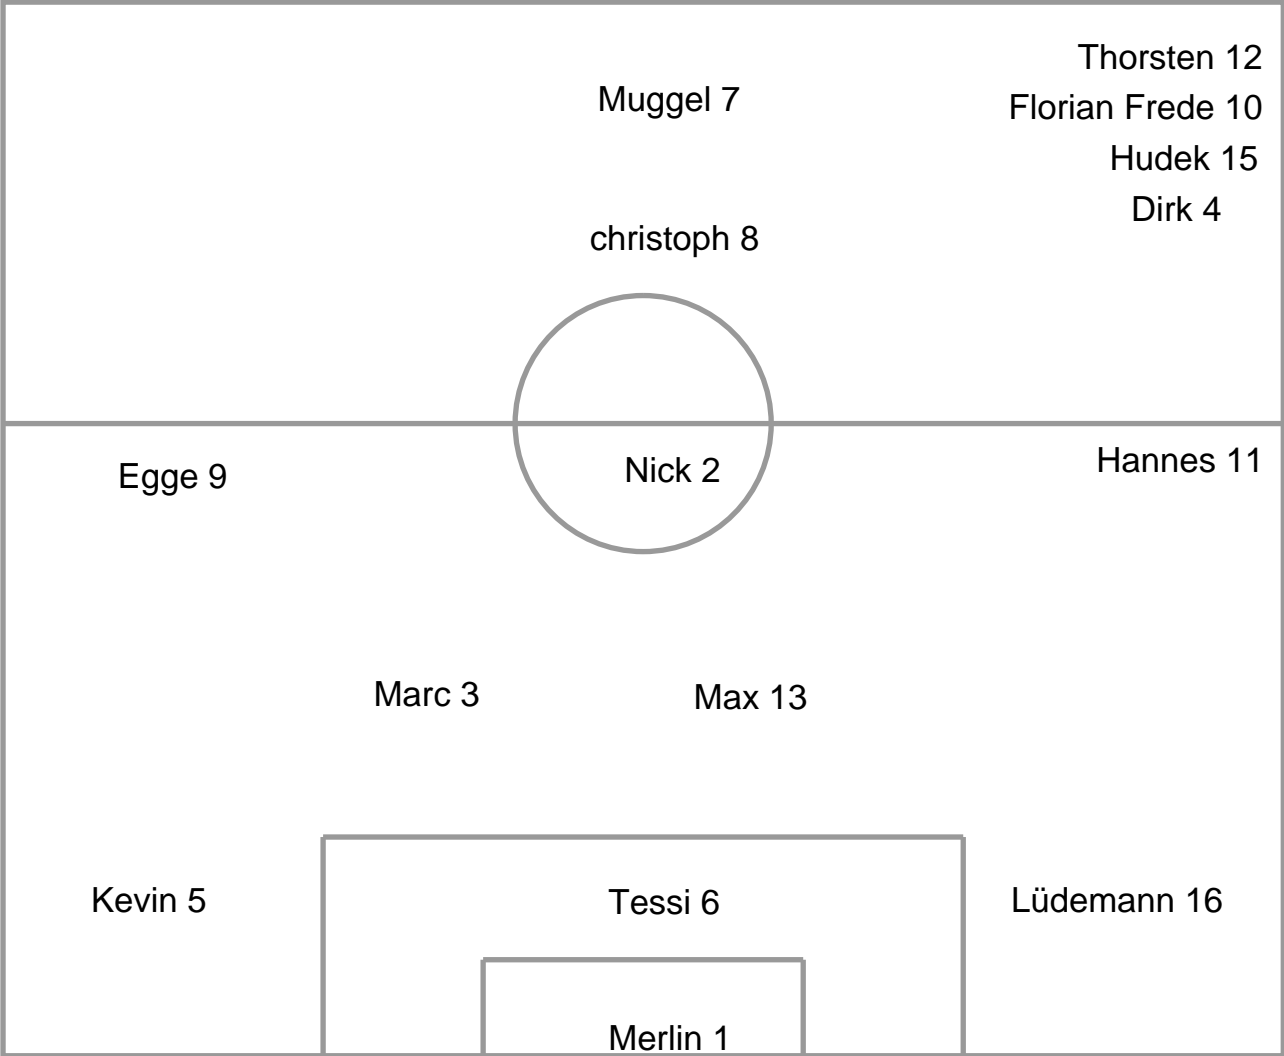 Thorsten 12
Muggel 7
Florian Frede 10
Hudek 15
Dirk 4
christoph 8
Hannes 11
Egge 9
Nick 2
Marc 3
Max 13
Kevin 5
Tessi 6
Lüdemann 16
Merlin 1